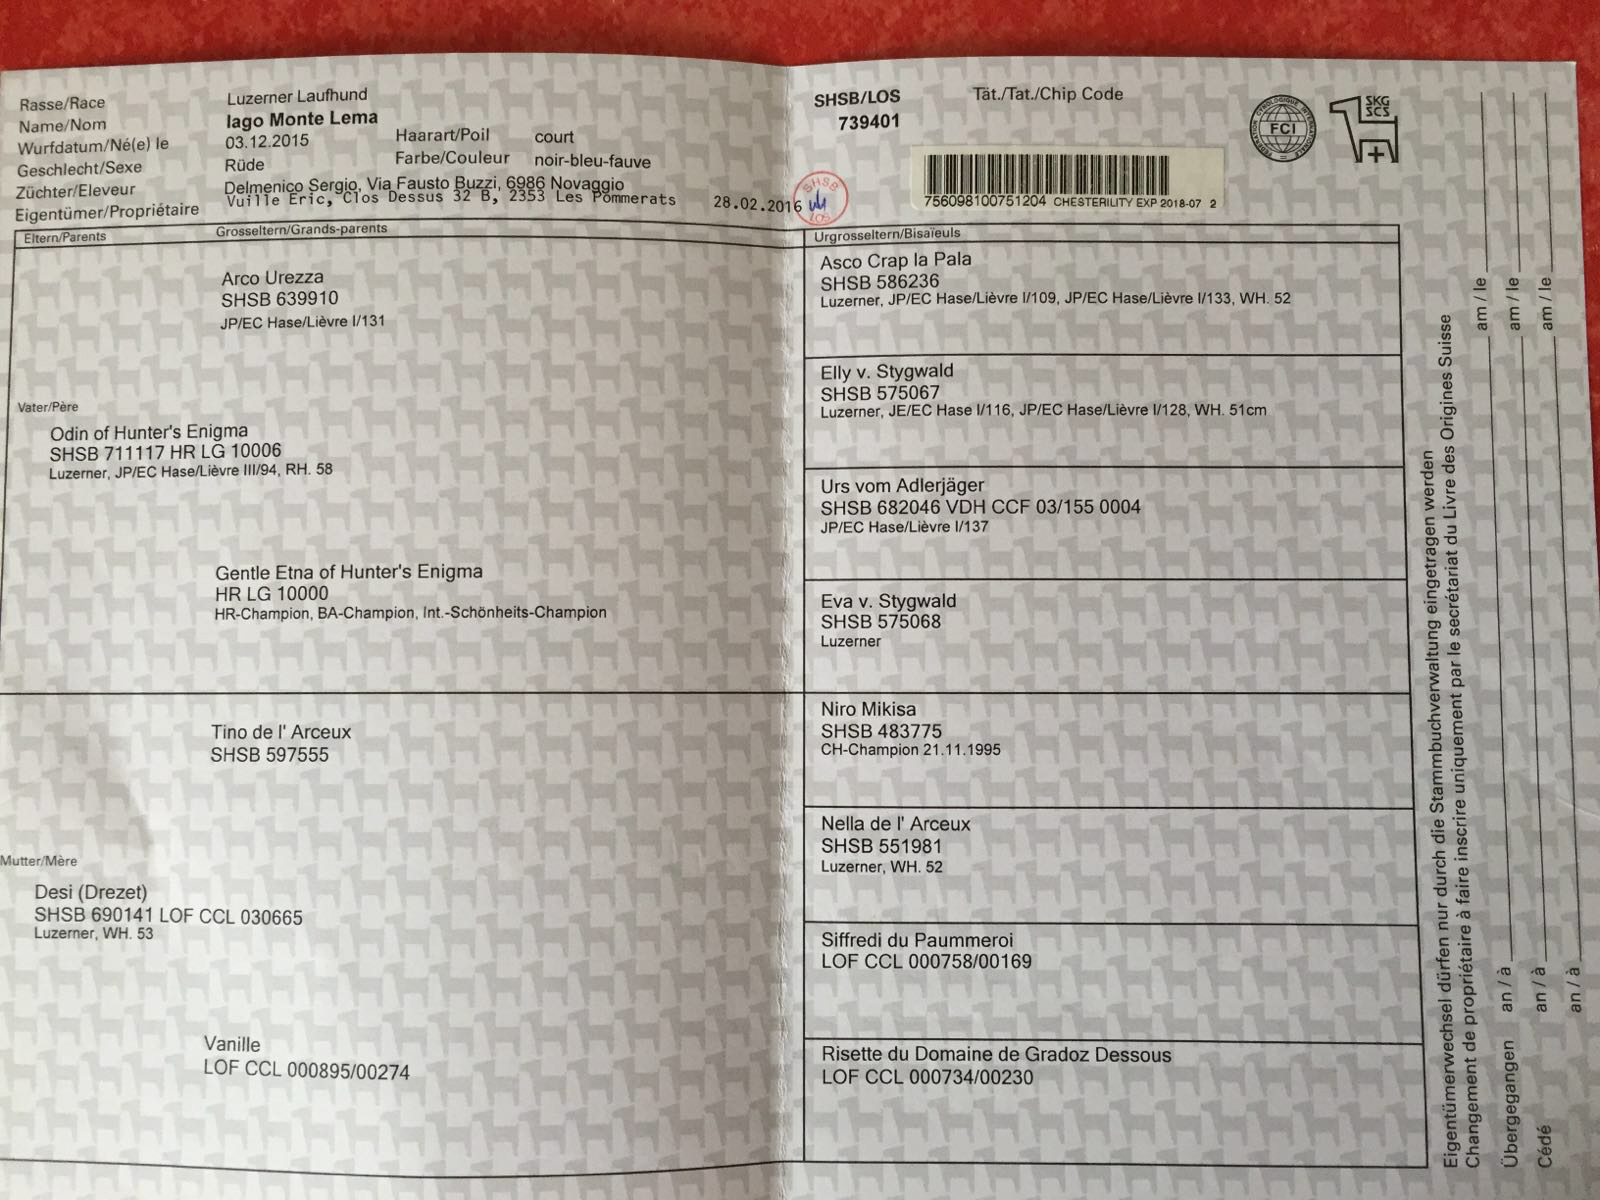 Rasse/Race Luzerner Laufhund
Name/Nom Iago Monte Lema
Wurfdatum/Né(e) le 03.12.2015 Haarart/Poil court
Geschlecht/Sexe Rüde Farbe/Couleur noir-bleu-fauve
Züchter/Eleveur Delmenico Sergio, Via Fausto Buzzi, 6986 Novaggio
Eigentümer/Propriétaire Vuille Eric, Clos Dessus 32 B, 2353 Les Pommerats 28.02.2016
SHSB
LOS
SHSB/LOS Tät./Tat./Chip Code
739401
756098100751204 CHESTERILITY EXP 2018-07 2
FEDERATION CYNOLOGIQUE INTERNATIONALE
FCI
SKG
SCS
Eltern/Parents Grosseltern/Grands-parents
Arco Urezza
SHSB 639910
JP/EC Hase/Lièvre I/131
Vater/Père
Odin of Hunter's Enigma
SHSB 711117 HR LG 10006
Luzerner, JP/EC Hase/Lièvre III/94, RH. 58
Gentle Etna of Hunter's Enigma
HR LG 10000
HR-Champion, BA-Champion, Int.-Schönheits-Champion
Tino de l' Arceux
SHSB 597555
Mutter/Mère
Desi (Drezet)
SHSB 690141 LOF CCL 030665
Luzerner, WH. 53
Vanille
LOF CCL 000895/00274
Urgrosseltern/Bisaïeuls
Asco Crap la Pala
SHSB 586236
Luzerner, JP/EC Hase/Lièvre I/109, JP/EC Hase/Lièvre I/133, WH. 52
Elly v. Stygwald
SHSB 575067
Luzerner, JE/EC Hase I/116, JP/EC Hase/Lièvre I/128, WH. 51cm
Urs vom Adlerjäger
SHSB 682046 VDH CCF 03/155 0004
JP/EC Hase/Lièvre I/137
Eva v. Stygwald
SHSB 575068
Luzerner
Niro Mikisa
SHSB 483775
CH-Champion 21.11.1995
Nella de l' Arceux
SHSB 551981
Luzerner, WH. 52
Siffredi du Paummeroi
LOF CCL 000758/00169
Risette du Domaine de Gradoz Dessous
LOF CCL 000734/00230
Eigentümerwechsel dürfen nur durch die Stammbuchverwaltung eingetragen werden
Changement de propriétaire à faire inscrire uniquement par le secrétariat du Livre des Origines Suisse
Übergegangen an / à am / le
Cédé an / à am / le
an / à am / le